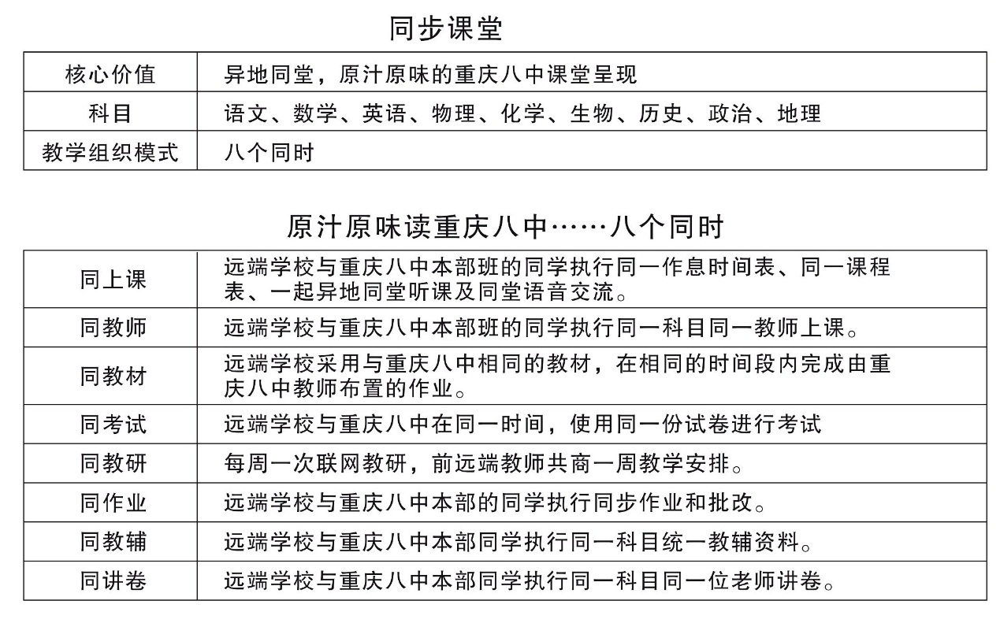 同步课堂
核心价值 异地同堂，原汁原味的重庆八中课堂呈现
科目 语文、数学、英语、物理、化学、生物、历史、政治、地理
教学组织模式 八个同时
原汁原味读重庆八中……八个同时
同上课 远端学校与重庆八中本部班的同学执行同一作息时间表、同一课程
表、一起异地同堂听课及同堂语音交流。
同教师 远端学校与重庆八中本部班的同学执行同一科目同一教师上课。
同教材 远端学校采用与重庆八中相同的教材，在相同的时间段内完成由重
庆八中教师布置的作业。
同考试 远端学校与重庆八中在同一时间，使用同一份试卷进行考试
同教研 每周一次联网教研，前远端教师共商一周教学安排。
同作业 远端学校与重庆八中本部的同学执行同步作业和批改。
同教辅 远端学校与重庆八中本部同学执行同一科目统一教辅资料。
同讲卷 远端学校与重庆八中本部同学执行同一科目同一位老师讲卷。